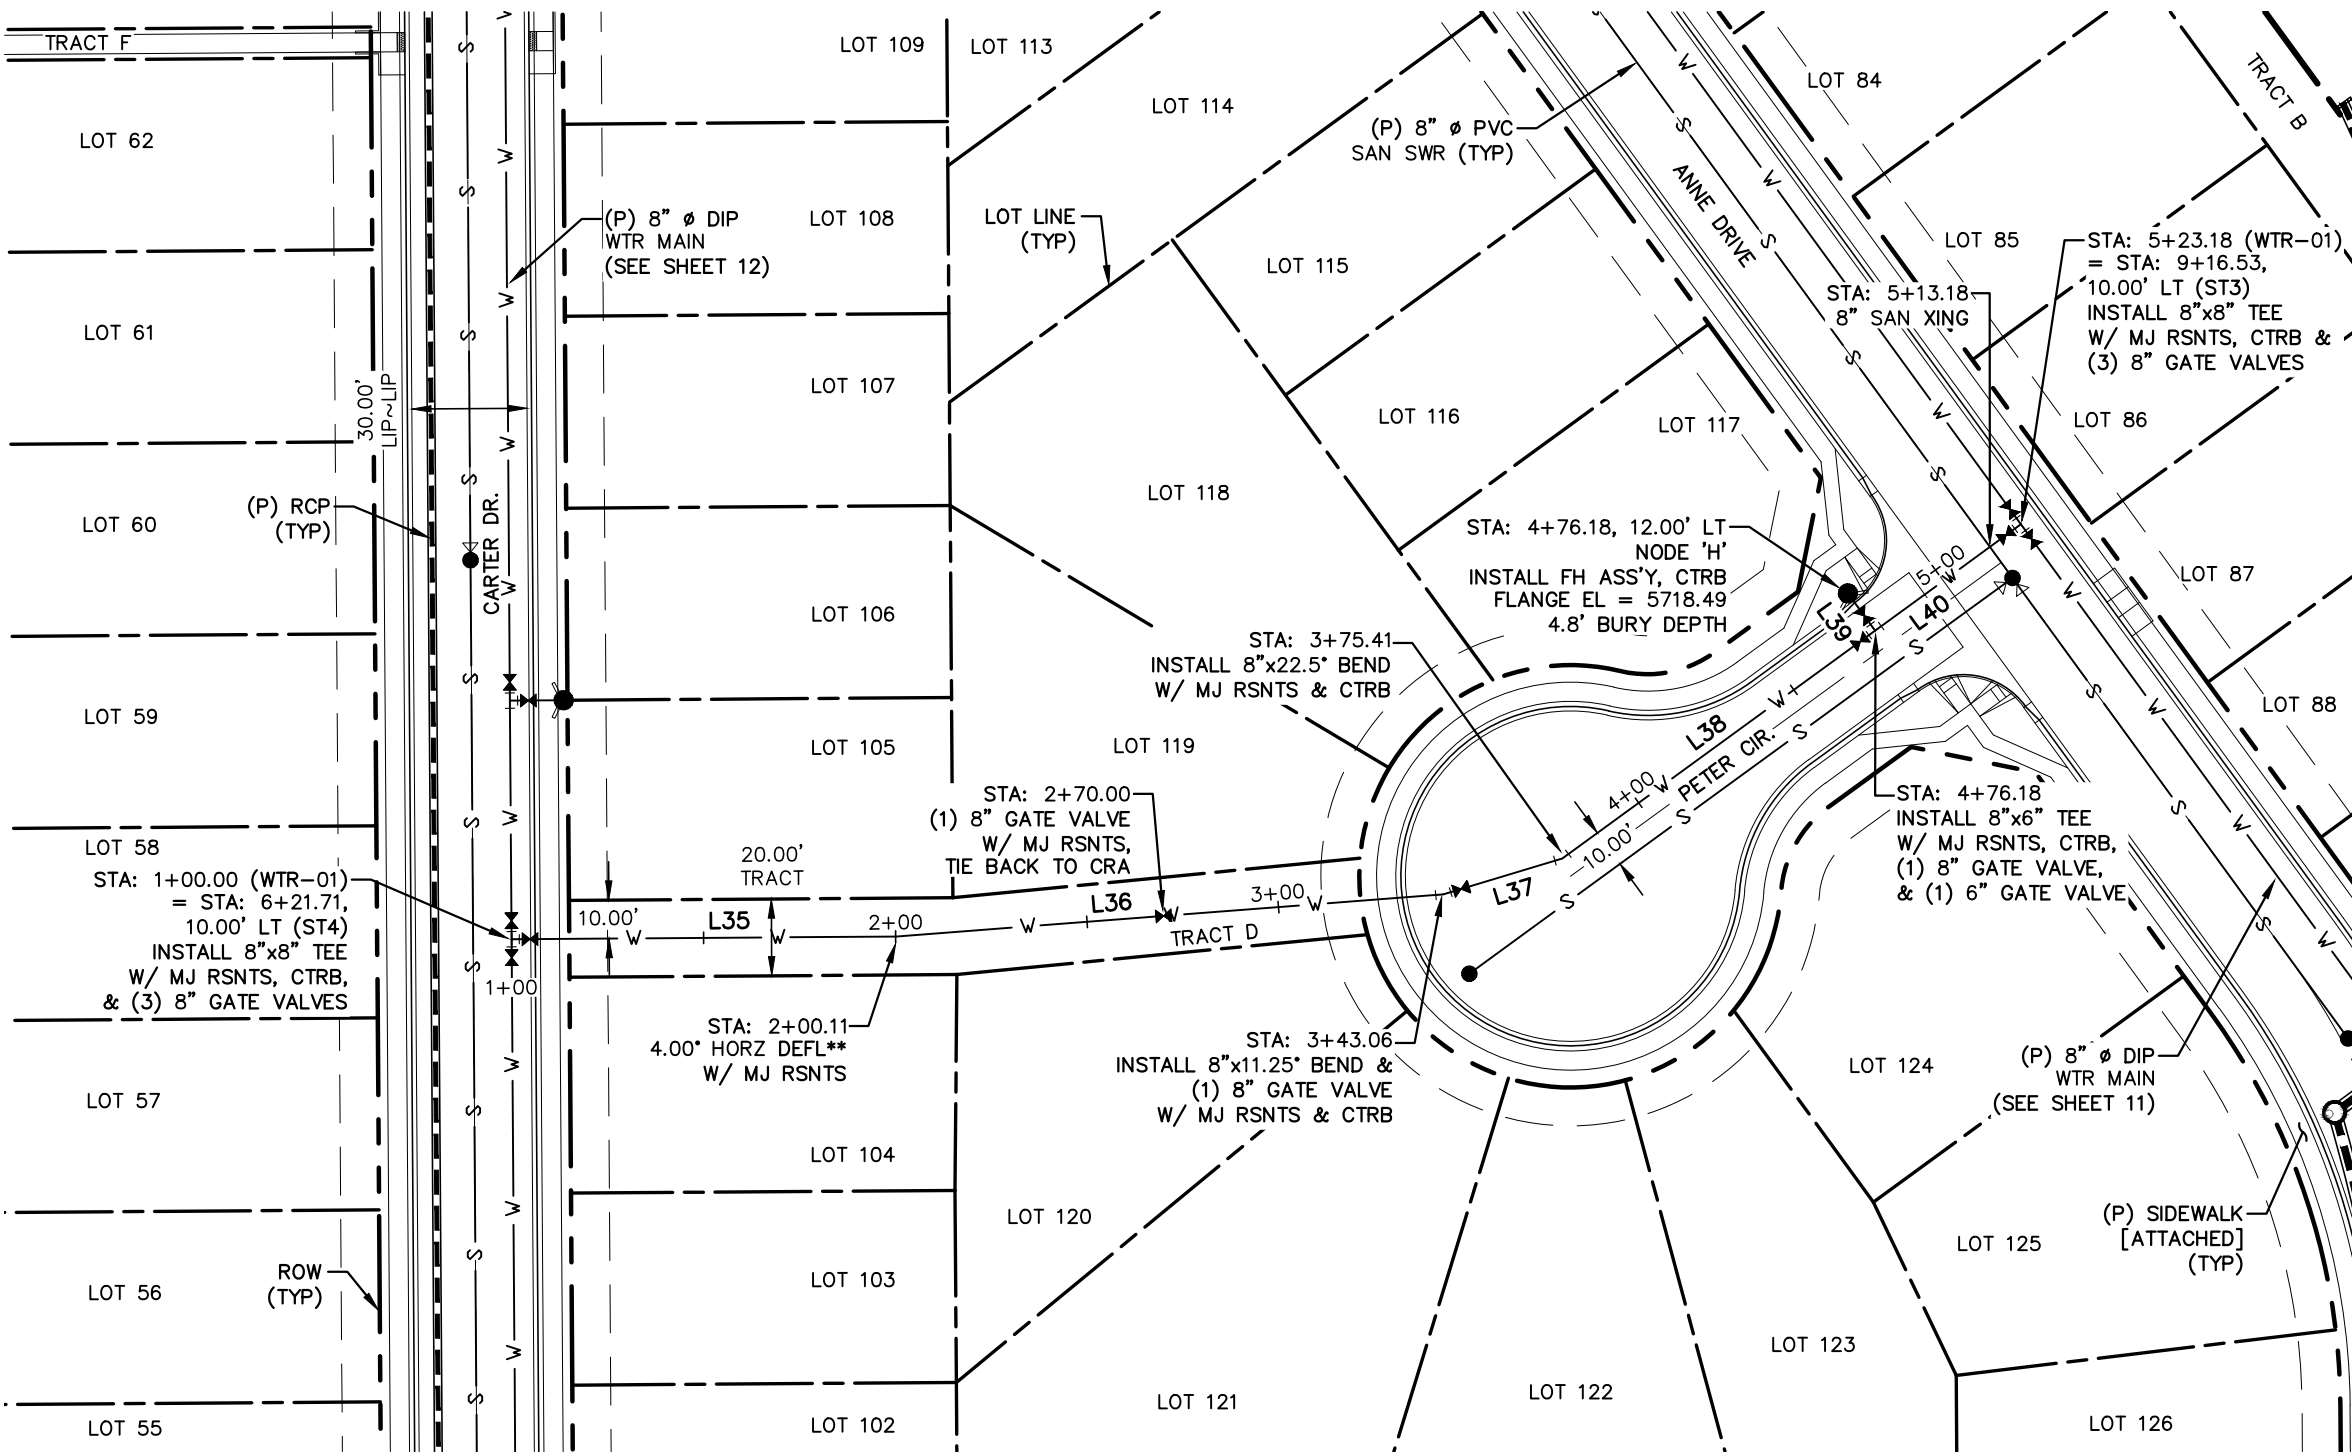 TRACT F
LOT 62
LOT 61
LOT 60
LOT 59
LOT 58
LOT 57
LOT 56
LOT 55
30.00'
LIP~LIP
(P) RCP
(TYP)
CARTER DR.
(P) 8" ø DIP
WTR MAIN
(SEE SHEET 12)
STA: 1+00.00 (WTR-01)
= STA: 6+21.71,
10.00' LT (ST4)
INSTALL 8"x8" TEE
W/ MJ RSNTS, CTRB,
& (3) 8" GATE VALVES
1+00
ROW
(TYP)
LOT 109
LOT 108
LOT 107
LOT 106
LOT 105
20.00'
TRACT
10.00'
L35
2+00
STA: 2+00.11
4.00° HORZ DEFL**
W/ MJ RSNTS
LOT 104
LOT 103
LOT 102
LOT 113
LOT 114
LOT LINE
(TYP)
LOT 115
LOT 116
LOT 117
LOT 118
LOT 119
STA: 2+70.00
(1) 8" GATE VALVE
W/ MJ RSNTS,
TIE BACK TO CRA
L36
3+00
TRACT D
L37
STA: 3+43.06
INSTALL 8"x11.25° BEND &
(1) 8" GATE VALVE
W/ MJ RSNTS & CTRB
STA: 3+75.41
INSTALL 8"x22.5° BEND
W/ MJ RSNTS & CTRB
STA: 4+76.18, 12.00' LT
NODE 'H'
INSTALL FH ASS'Y, CTRB
FLANGE EL = 5718.49
4.8' BURY DEPTH
4+00
10.00'
L38
PETER CIR.
L39
L40
5+00
(P) 8" ø PVC
SAN SWR (TYP)
ANNE DRIVE
STA: 5+13.18
8" SAN XING
STA: 5+23.18 (WTR-01)
= STA: 9+16.53,
10.00' LT (ST3)
INSTALL 8"x8" TEE
W/ MJ RSNTS, CTRB &
(3) 8" GATE VALVES
LOT 84
TRACT B
LOT 85
LOT 86
LOT 87
LOT 88
STA: 4+76.18
INSTALL 8"x6" TEE
W/ MJ RSNTS, CTRB,
(1) 8" GATE VALVE,
& (1) 6" GATE VALVE
(P) 8" ø DIP
WTR MAIN
(SEE SHEET 11)
(P) SIDEWALK
[ATTACHED]
(TYP)
LOT 120
LOT 121
LOT 122
LOT 123
LOT 124
LOT 125
LOT 126